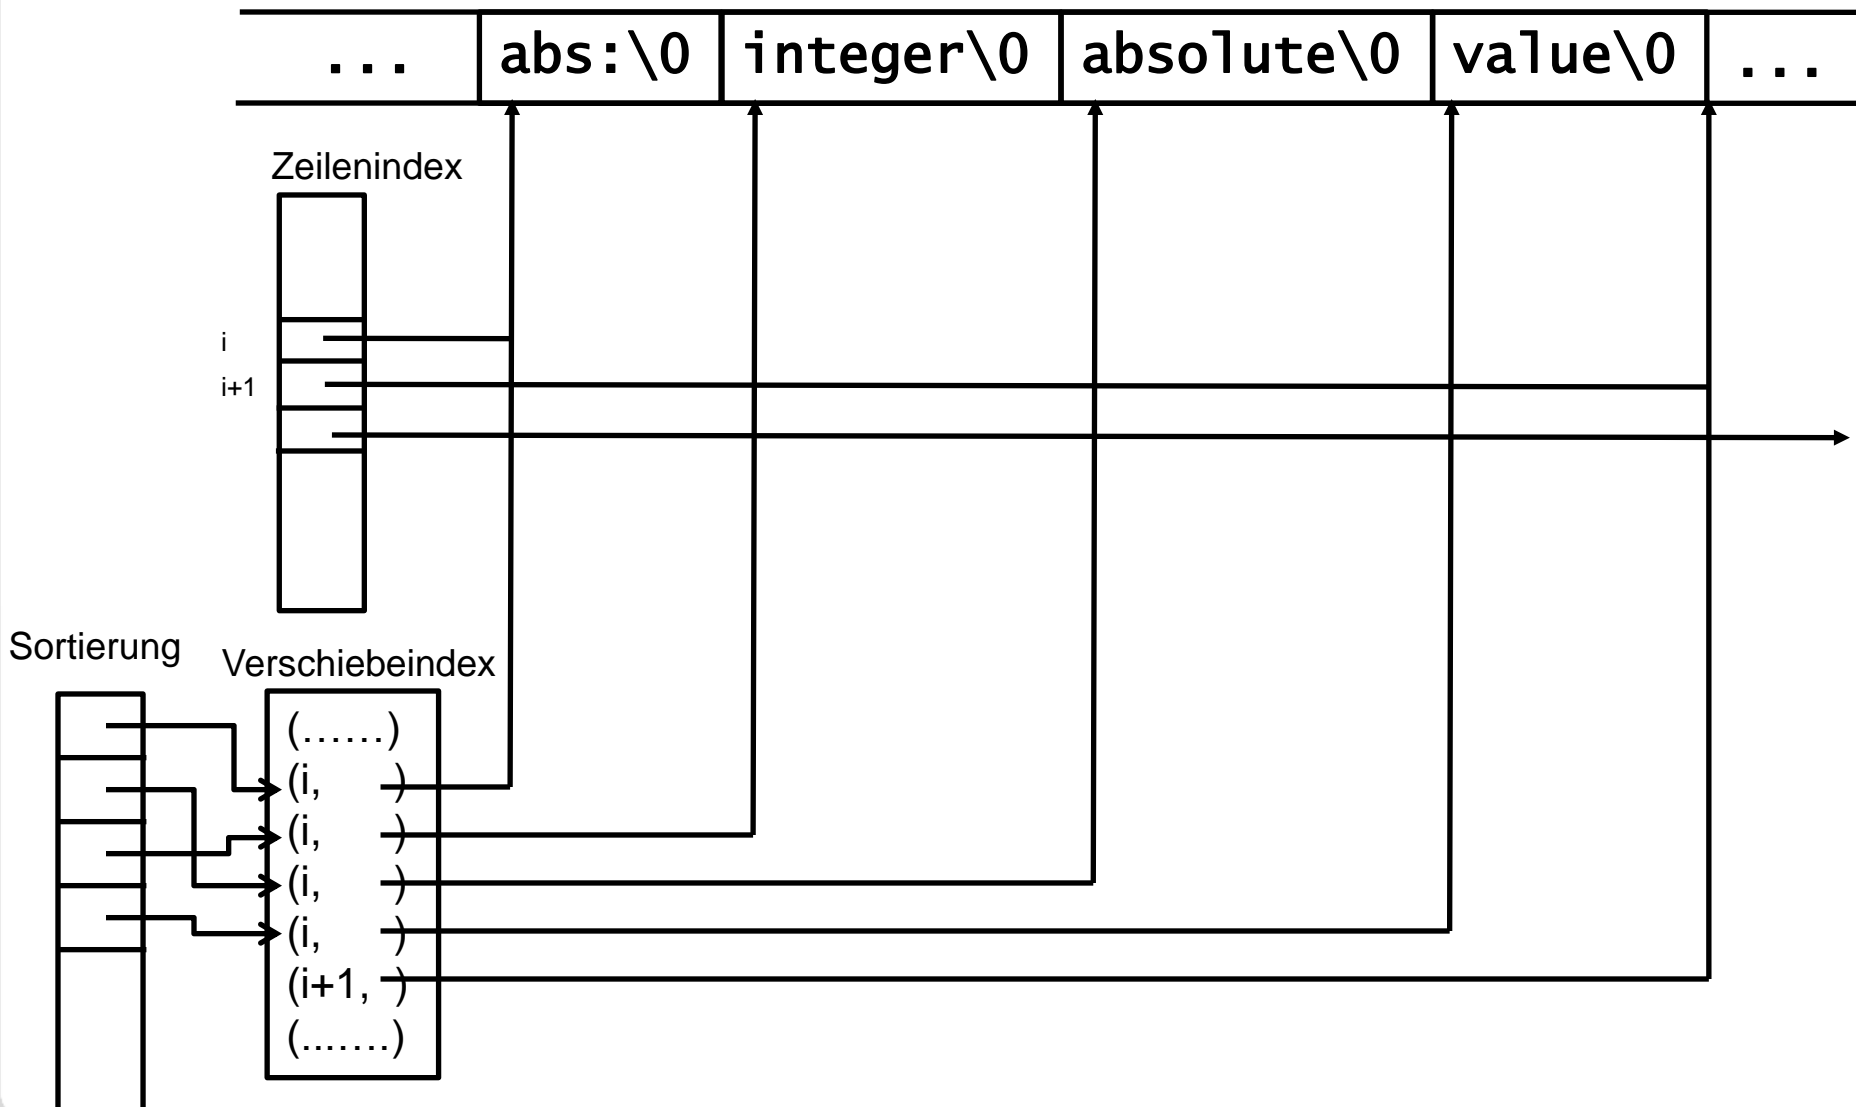 ... abs:\0 integer\0 absolute\0 value\0 ...
Zeilenindex
i
i+1
Sortierung
Verschiebeindex
(......)
(i, )
(i, )
(i, )
(i, )
(i+1, )
(.......)